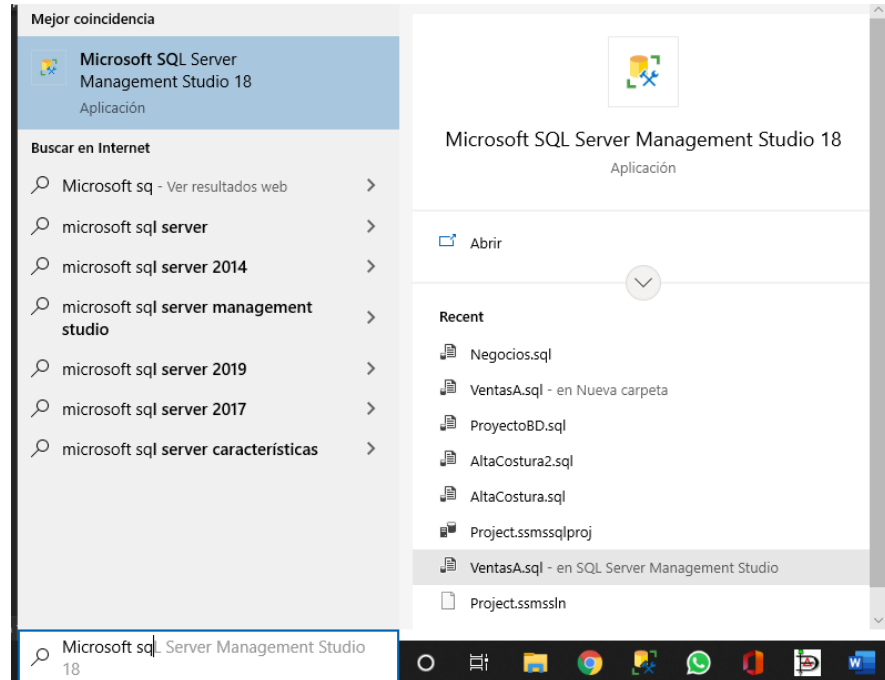 Mejor coincidencia
Microsoft SQL Server
Management Studio 18
Aplicación
Buscar en Internet
Microsoft sq - Ver resultados web
microsoft sql server
microsoft sql server 2014
microsoft sql server management
studio
microsoft sql server 2019
microsoft sql server 2017
microsoft sql server características
Microsoft SQL Server Management Studio 18
Aplicación
Abrir
Recent
Negocios.sql
VentasA.sql - en Nueva carpeta
ProyectoBD.sql
AltaCostura2.sql
AltaCostura.sql
Project.ssmssqlproj
VentasA.sql - en SQL Server Management Studio
Project.ssmssln
Microsoft sqL Server Management Studio
18